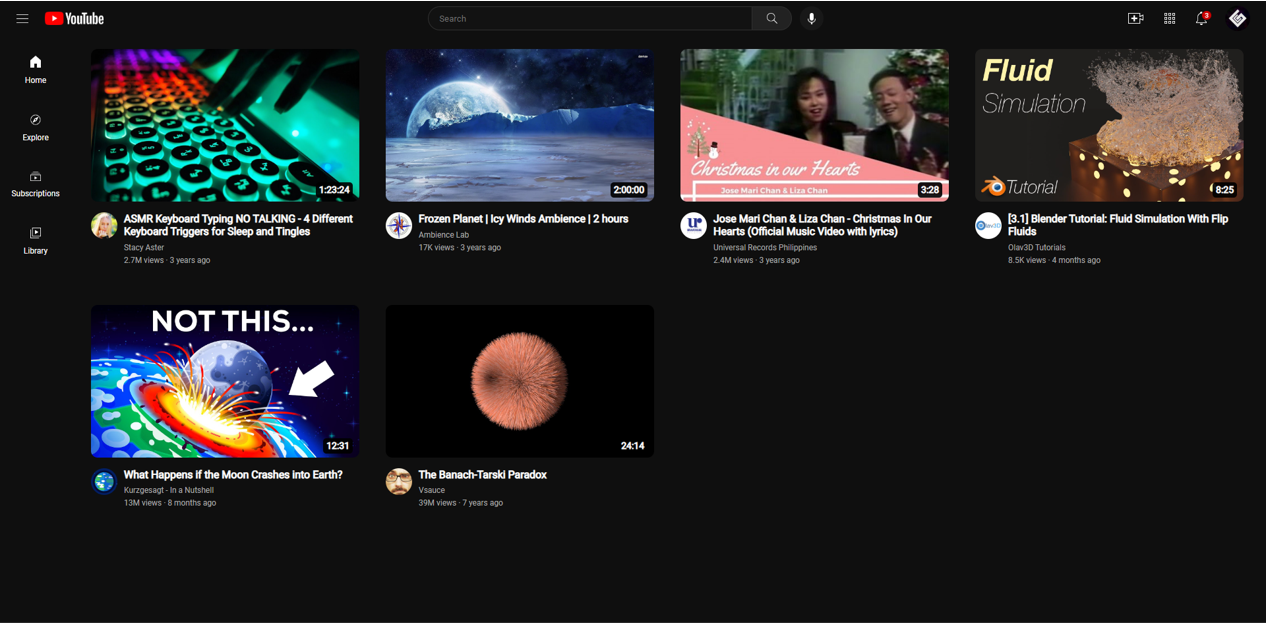 YouTube
Search
3
Home
Explore
Subscriptions
Library
1:23:24
ASMR Keyboard Typing NO TALKING - 4 Different
Keyboard Triggers for Sleep and Tingles
Stacy Aster
2.7M views · 3 years ago
2:00:00
Frozen Planet | Icy Winds Ambience | 2 hours
Ambience Lab
17K views · 3 years ago
Christmas in our Hearts
Jose Mari Chan & Liza Chan
3:28
Jose Mari Chan & Liza Chan - Christmas In Our
Hearts (Official Music Video with lyrics)
Universal Records Philippines
2.4M views · 3 years ago
Fluid
Simulation
Tutorial
8:25
Olav3D
[3.1] Blender Tutorial: Fluid Simulation With Flip
Fluids
Olav3D Tutorials
8.5K views · 4 months ago
NOT THIS...
12:31
What Happens if the Moon Crashes into Earth?
Kurzgesagt - In a Nutshell
13M views · 8 months ago
24:14
The Banach-Tarski Paradox
Vsauce
39M views · 7 years ago